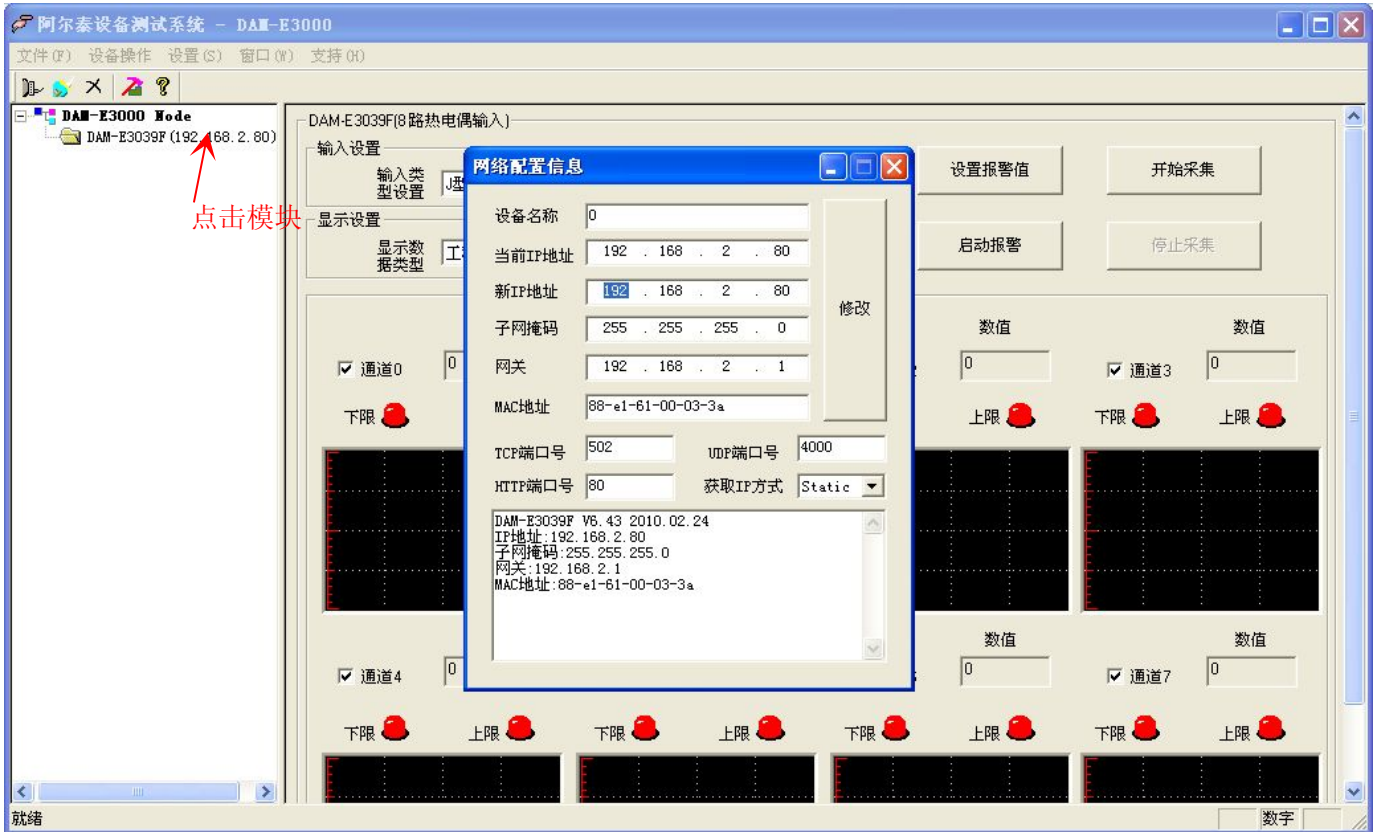 阿尔泰设备测试系统 - DAM-E3000
文件(F) 设备操作 设置(S) 窗口(W) 支持(H)
DAM-E3000 Node
DAM-E3039F(192.168.2.80)
点击模块
DAM-E3039F(8路热电偶输入)
输入设置
输入类
型设置
J型
显示设置
显示数
据类型
设置报警值
开始采集
启动报警
停止采集
网络配置信息
设备名称 0
当前IP地址 192 . 168 . 2 . 80
新IP地址 192 . 168 . 2 . 80
子网掩码 255 . 255 . 255 . 0
网关 192 . 168 . 2 . 1
MAC地址 88-e1-61-00-03-3a
修改
TCP端口号 502 UDP端口号 4000
HTTP端口号 80 获取IP方式 Static
DAM-E3039F V6.43 2010.02.24
IP地址:192.168.2.80
子网掩码:255.255.255.0
网关:192.168.2.1
MAC地址:88-e1-61-00-03-3a
数值 数值
通道0 0 0 通道3 0
下限 上限 下限 上限
数值 数值
通道4 0 0 通道7 0
下限 上限 下限 上限 下限 上限 下限 上限
就绪 数字